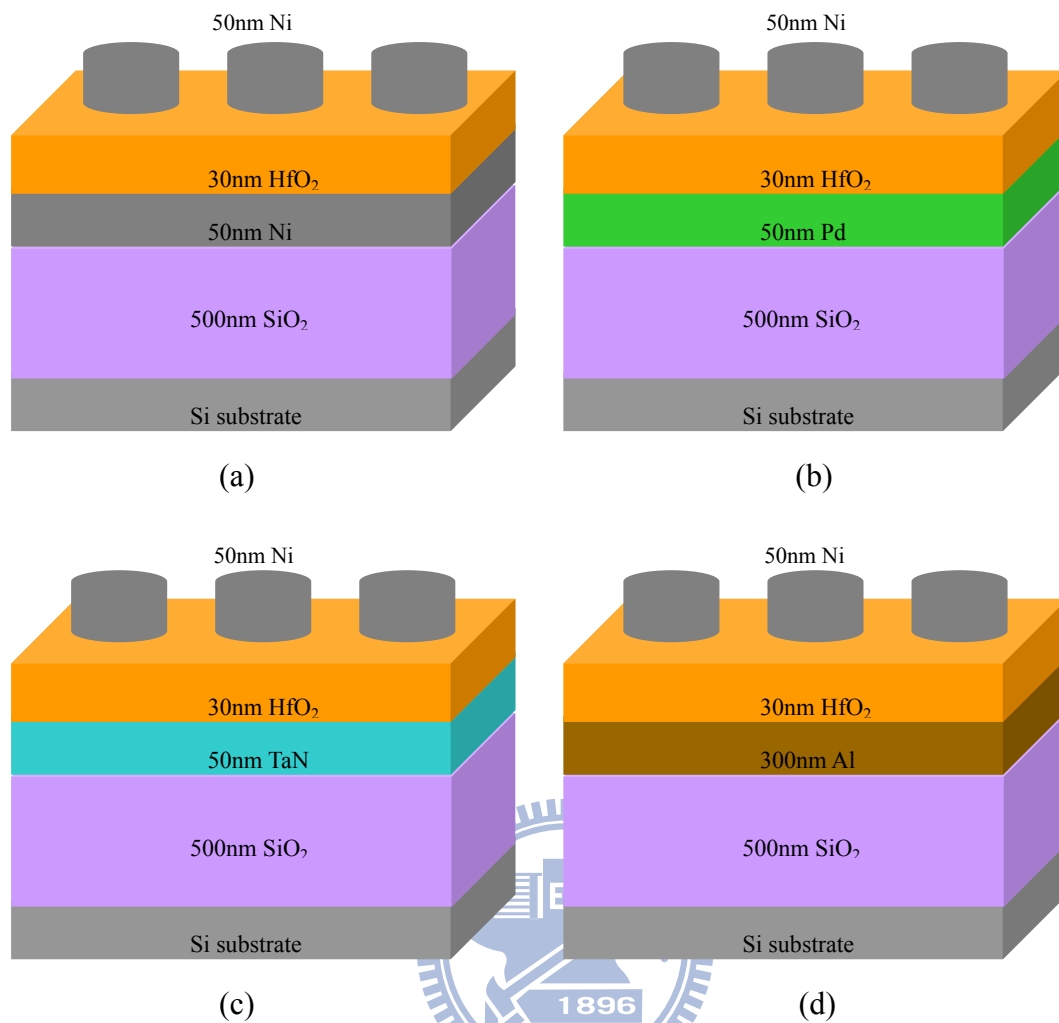 50nm Ni
30nm HfO₂
50nm Ni
500nm SiO₂
Si substrate
(a)
50nm Ni
30nm HfO₂
50nm Pd
500nm SiO₂
Si substrate
(b)
50nm Ni
30nm HfO₂
50nm TaN
500nm SiO₂
Si substrate
(c)
50nm Ni
30nm HfO₂
300nm Al
500nm SiO₂
Si substrate
(d)
E
1896